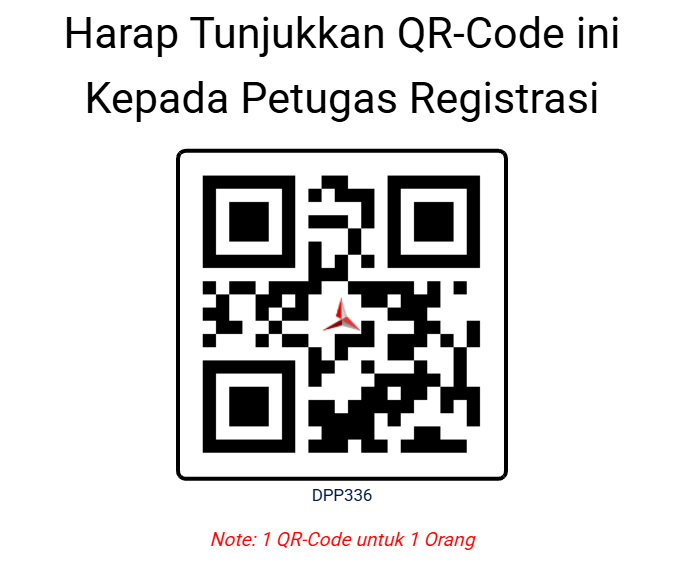 Harap Tunjukkan QR-Code ini
Kepada Petugas Registrasi
DPP336
Note: 1 QR-Code untuk 1 Orang